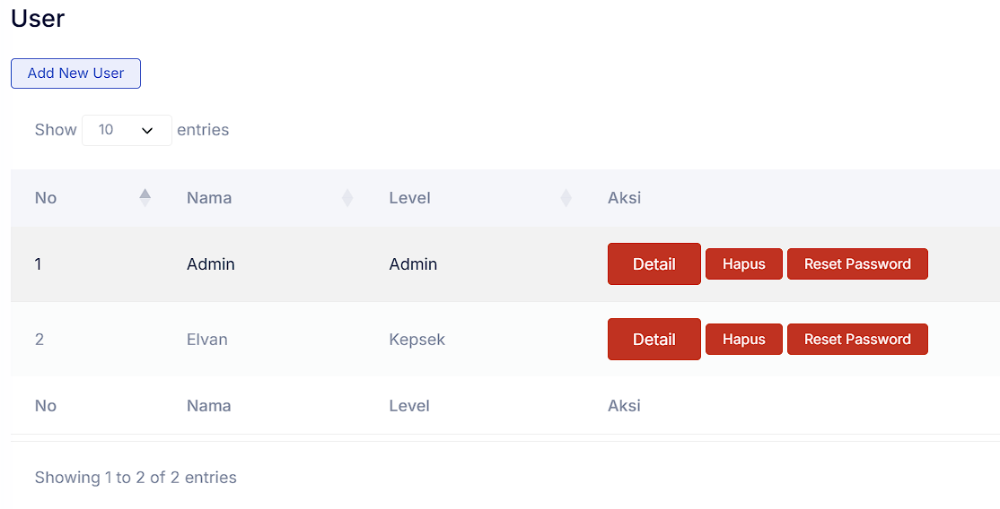 User
Add New User
Show 10 entries
No Nama Level Aksi
1 Admin Admin Detail Hapus Reset Password
2 Elvan Kepsek Detail Hapus Reset Password
No Nama Level Aksi
Showing 1 to 2 of 2 entries